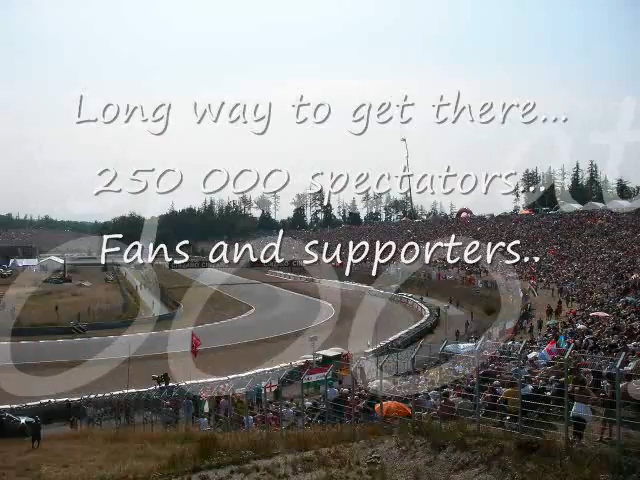 Long way to get there...
250 000 spectators...
Fans and supporters..